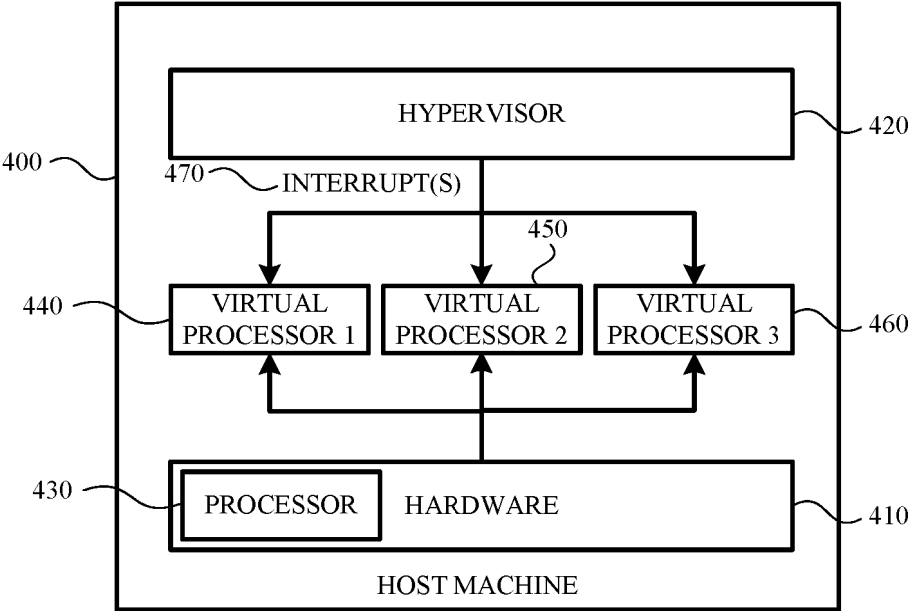 HYPERVISOR
420
400
470
INTERRUPT(S)
450
440
VIRTUAL
PROCESSOR 1
VIRTUAL
PROCESSOR 2
VIRTUAL
PROCESSOR 3
460
430
PROCESSOR
HARDWARE
410
HOST MACHINE